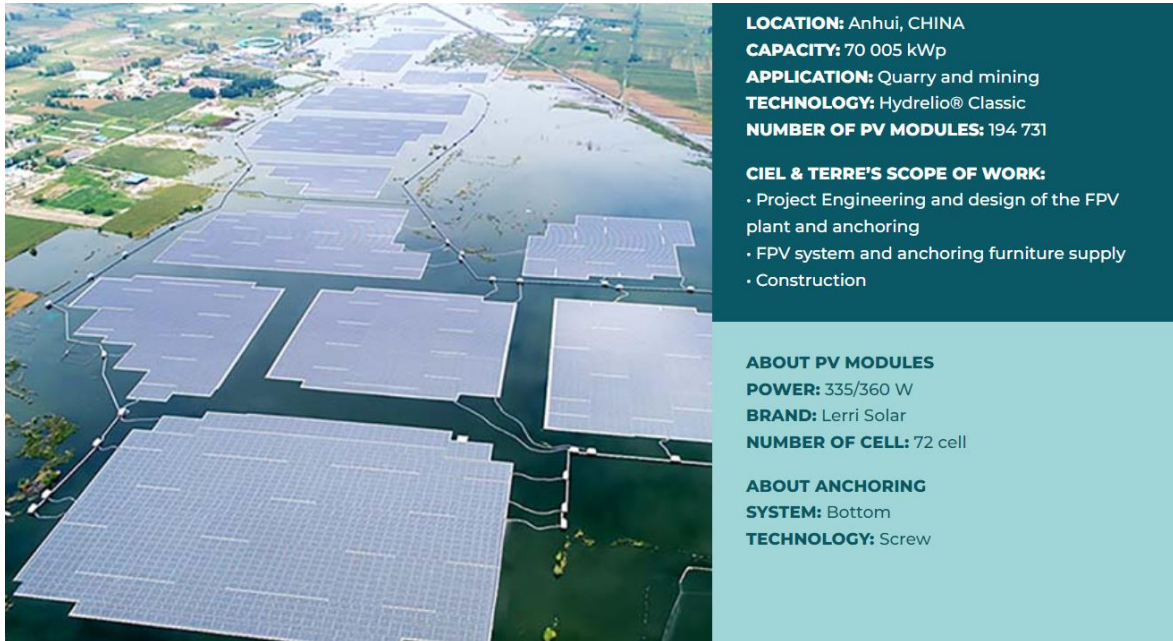 LOCATION: Anhui, CHINA
CAPACITY: 70 005 kWp
APPLICATION: Quarry and mining
TECHNOLOGY: Hydrelio® Classic
NUMBER OF PV MODULES: 194 731
CIEL & TERRE’S SCOPE OF WORK:
• Project Engineering and design of the FPV
plant and anchoring
• FPV system and anchoring furniture supply
• Construction
ABOUT PV MODULES
POWER: 335/360 W
BRAND: Lerri Solar
NUMBER OF CELL: 72 cell
ABOUT ANCHORING
SYSTEM: Bottom
TECHNOLOGY: Screw